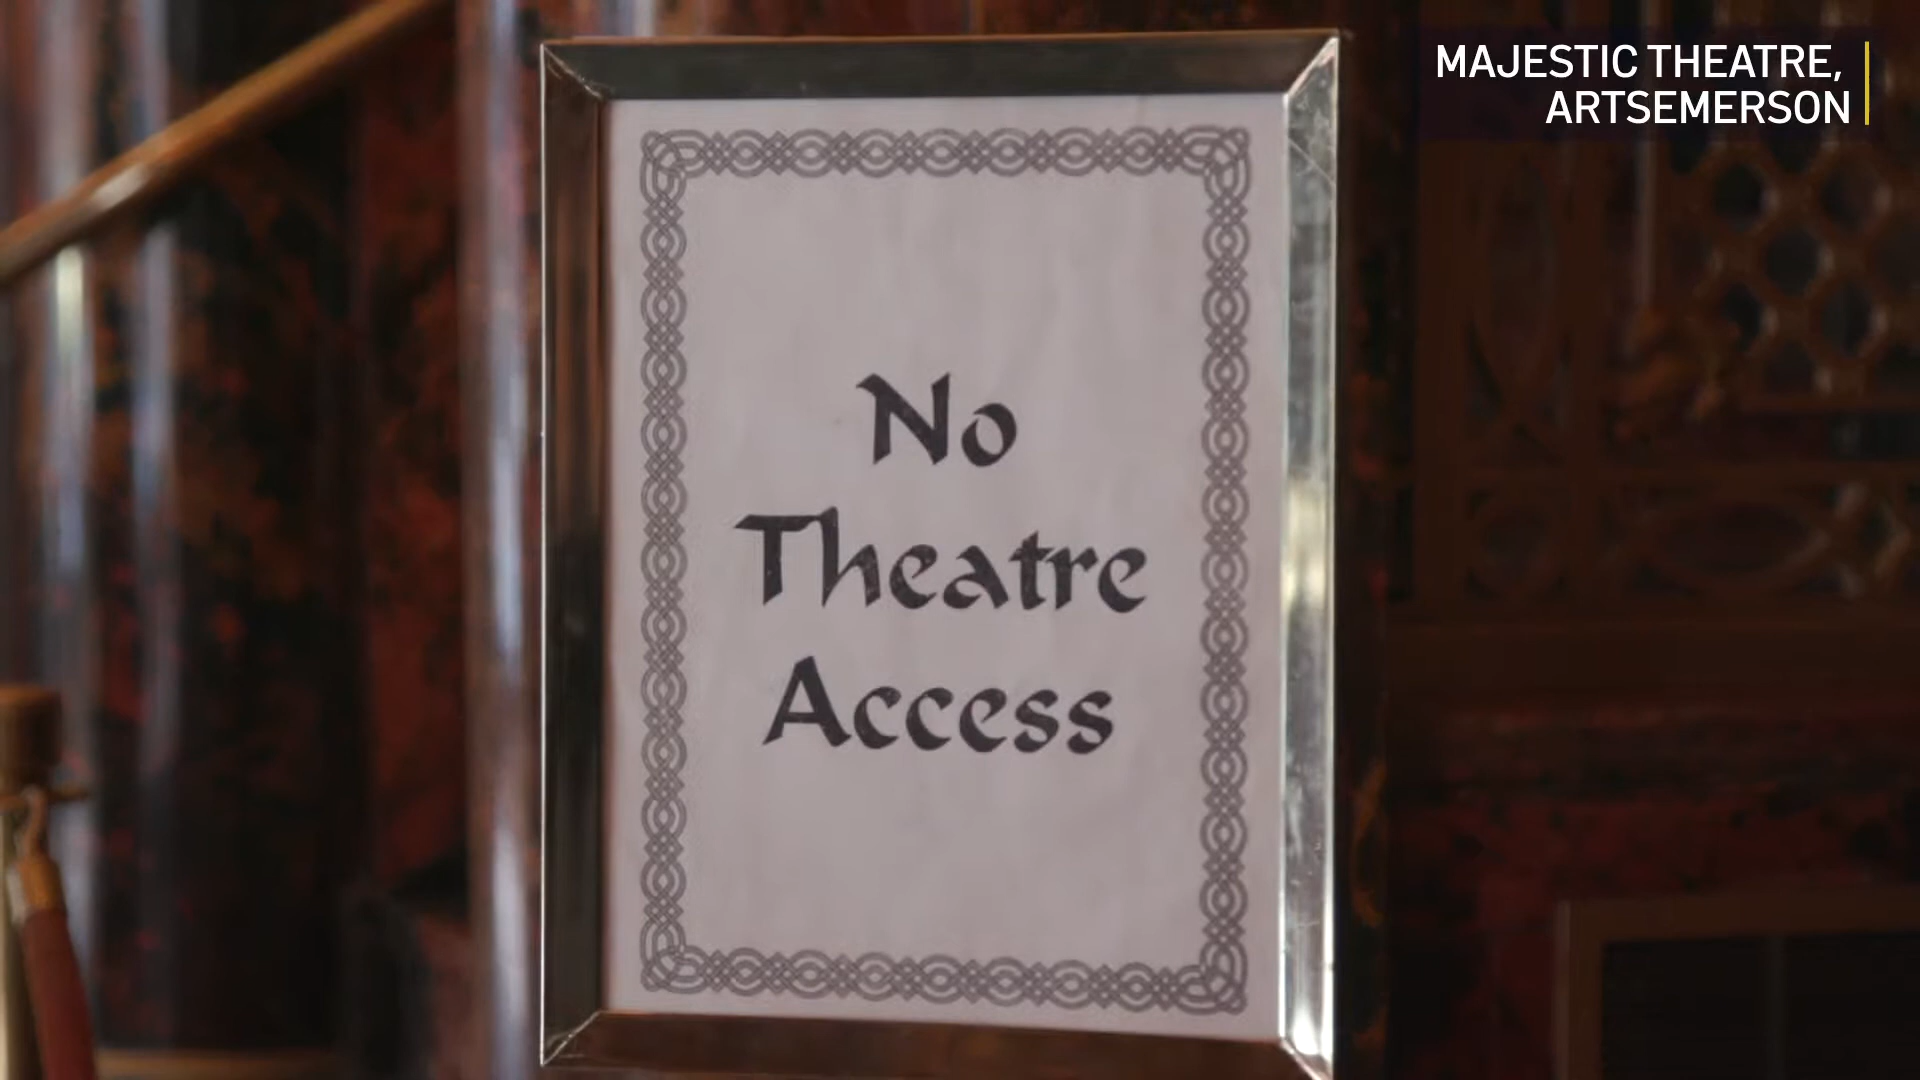 MAJESTIC THEATRE,
ARTSEMERSON
No
Theatre
Access